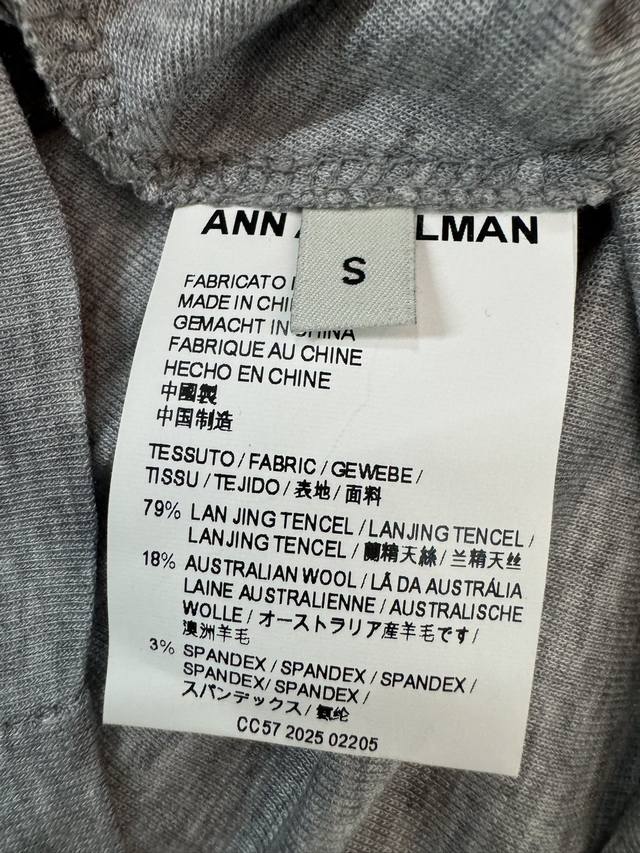 ANN LMAN
S
FABRICATO
MADE IN CHI
GEMACHT IN CHINA
FABRIQUE AU CHINE
HECHO EN CHINE
中國製
中国制造
TESSUTO / FABRIC / GEWEBE /
TISSU / TEJIDO / 表地 / 面料
79% LAN JING TENCEL / LANJING TENCEL /
LANJING TENCEL / 蘭精天絲 / 兰精天丝
18% AUSTRALIAN WOOL / LÃ DA AUSTRÁLIA
LAINE AUSTRALIENNE / AUSTRALISCHE
WOLLE / オーストラリア産羊毛です /
澳洲羊毛
3% SPANDEX / SPANDEX / SPANDEX /
SPANDEX / SPANDEX /
スパンデックス / 氨纶
CC57 2025 02205